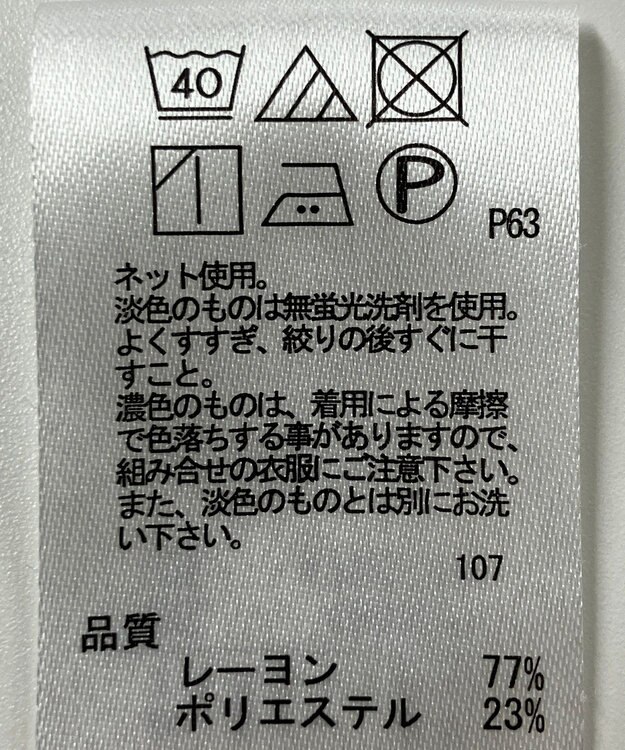 40
P
P63
ネット使用。
淡色のものは無蛍光洗剤を使用。
よくすすぎ、絞りの後すぐに干
すこと。
濃色のものは、着用による摩擦
で色落ちする事がありますので、
組み合せの衣服にご注意下さい。
また、淡色のものとは別にお洗
い下さい。
107
品質
レーヨン 77%
ポリエステル 23%